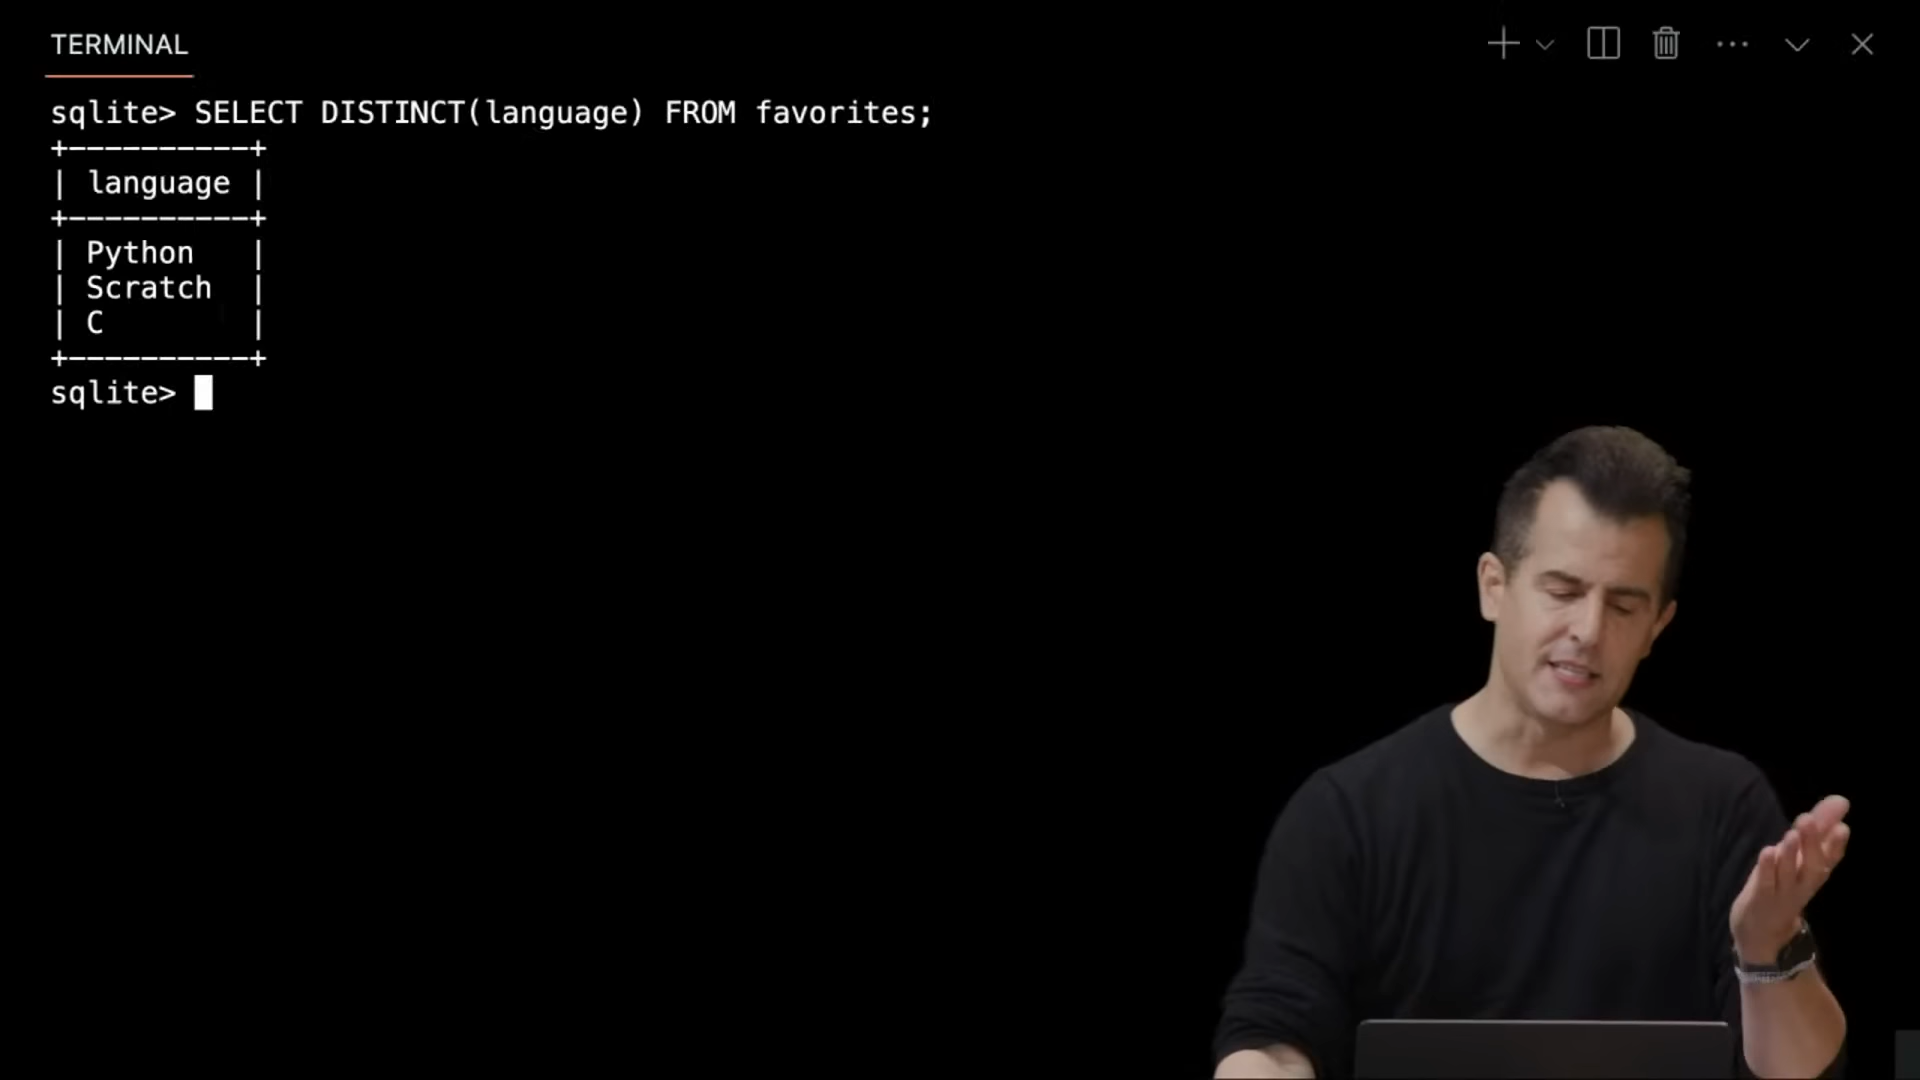 TERMINAL
sqlite> SELECT DISTINCT(language) FROM favorites;
+----------+
| language |
+----------+
| Python   |
| Scratch  |
| C        |
+----------+
sqlite>